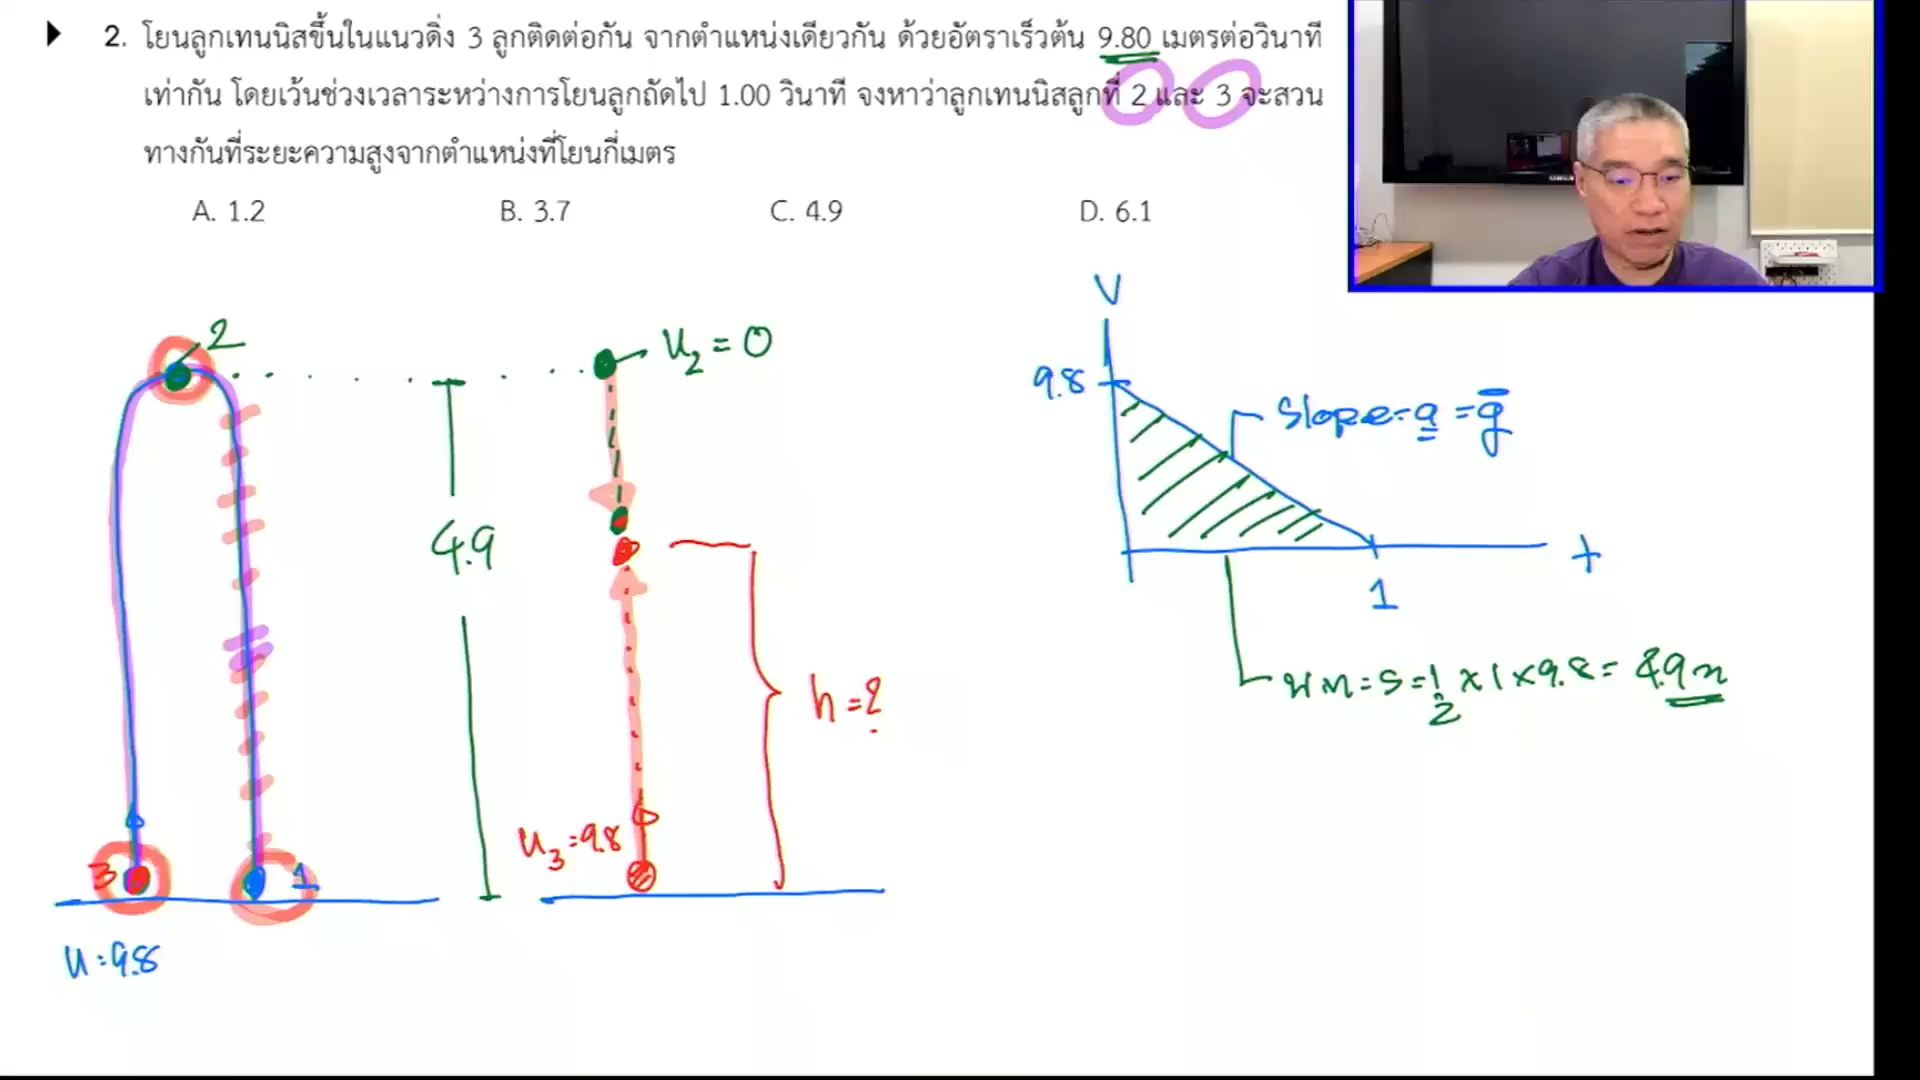 2. โยนลูกเทนนิสขึ้นในแนวดิ่ง 3 ลูกติดต่อกัน จากตำแหน่งเดียวกัน ด้วยอัตราเร็วต้น 9.80 เมตรต่อวินาที
เท่ากัน โดยเว้นช่วงเวลาระหว่างการโยนลูกถัดไป 1.00 วินาที จงหาว่าลูกเทนนิสลูกที่ 2 และ 3 จะสวน
ทางกันที่ระยะความสูงจากตำแหน่งที่โยนกี่เมตร
A. 1.2 B. 3.7 C. 4.9 D. 6.1
V
2
u₂ = 0
9.8
Slope = a = g
4.9
t
1
พท = S = 1/2 x 1 x 9.8 = 4.9 m
h = ?
u₃ = 9.8
3
1
u = 9.8